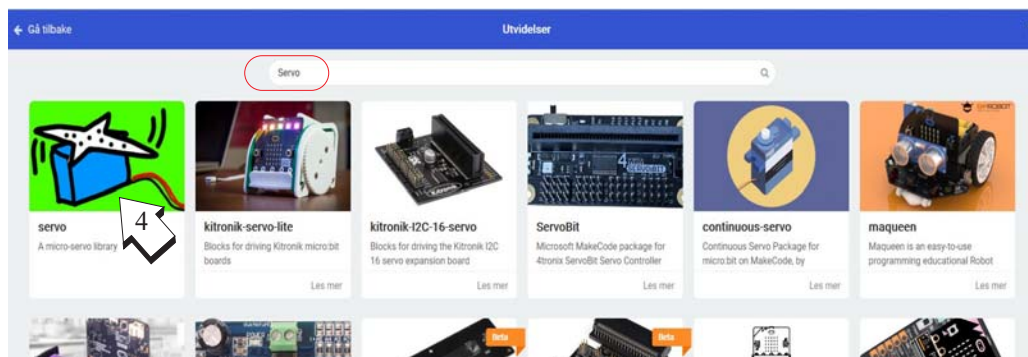 Gå tilbake
Utvidelser
Servo
4
servo
A micro-servo library
kitronik-servo-lite
Blocks for driving Kitronik micro:bit
boards
Les mer
kitronik-I2C-16-servo
Blocks for driving the Kitronik I2C
16 servo expansion board
Les mer
ServoBit
Microsoft MakeCode package for
4tronix ServoBit Servo Controller
Les mer
continuous-servo
Continuous Servo Package for
micro:bit on MakeCode, by
Les mer
maqueen
Maqueen is an easy-to-use
programming educational Robot
Les mer
POWER
Beta
Beta